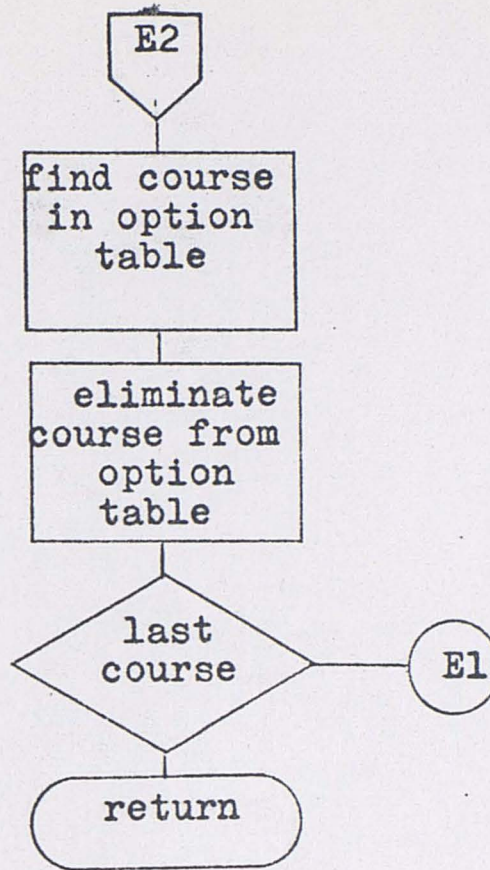 E2
find course
in option
table
eliminate
course from
option
table
last
course
E1
return